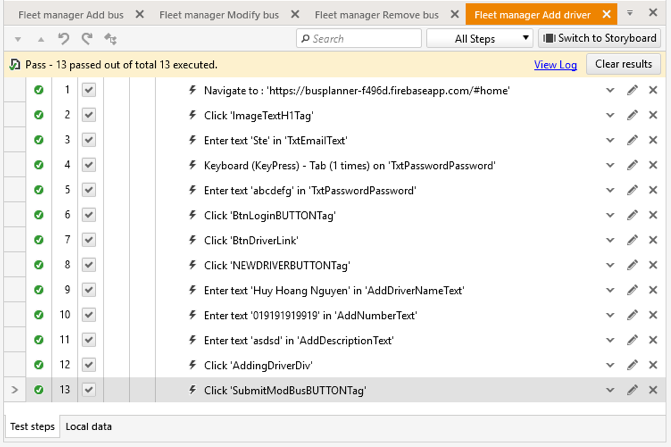 Fleet manager Add bus Fleet manager Modify bus Fleet manager Remove bus Fleet manager Add driver
Search All Steps Switch to Storyboard
Pass - 13 passed out of total 13 executed. View Log Clear results
1 Navigate to : 'https://busplanner-f496d.firebaseapp.com/#home'
2 Click 'ImageTextH1Tag'
3 Enter text 'Ste' in 'TxtEmailText'
4 Keyboard (KeyPress) - Tab (1 times) on 'TxtPasswordPassword'
5 Enter text 'abcdefg' in 'TxtPasswordPassword'
6 Click 'BtnLoginBUTTONTag'
7 Click 'BtnDriverLink'
8 Click 'NEWDRIVERBUTTONTag'
9 Enter text 'Huy Hoang Nguyen' in 'AddDriverNameText'
10 Enter text '019191919919' in 'AddNumberText'
11 Enter text 'asdsd' in 'AddDescriptionText'
12 Click 'AddingDriverDiv'
13 Click 'SubmitModBusBUTTONTag'
Test steps Local data